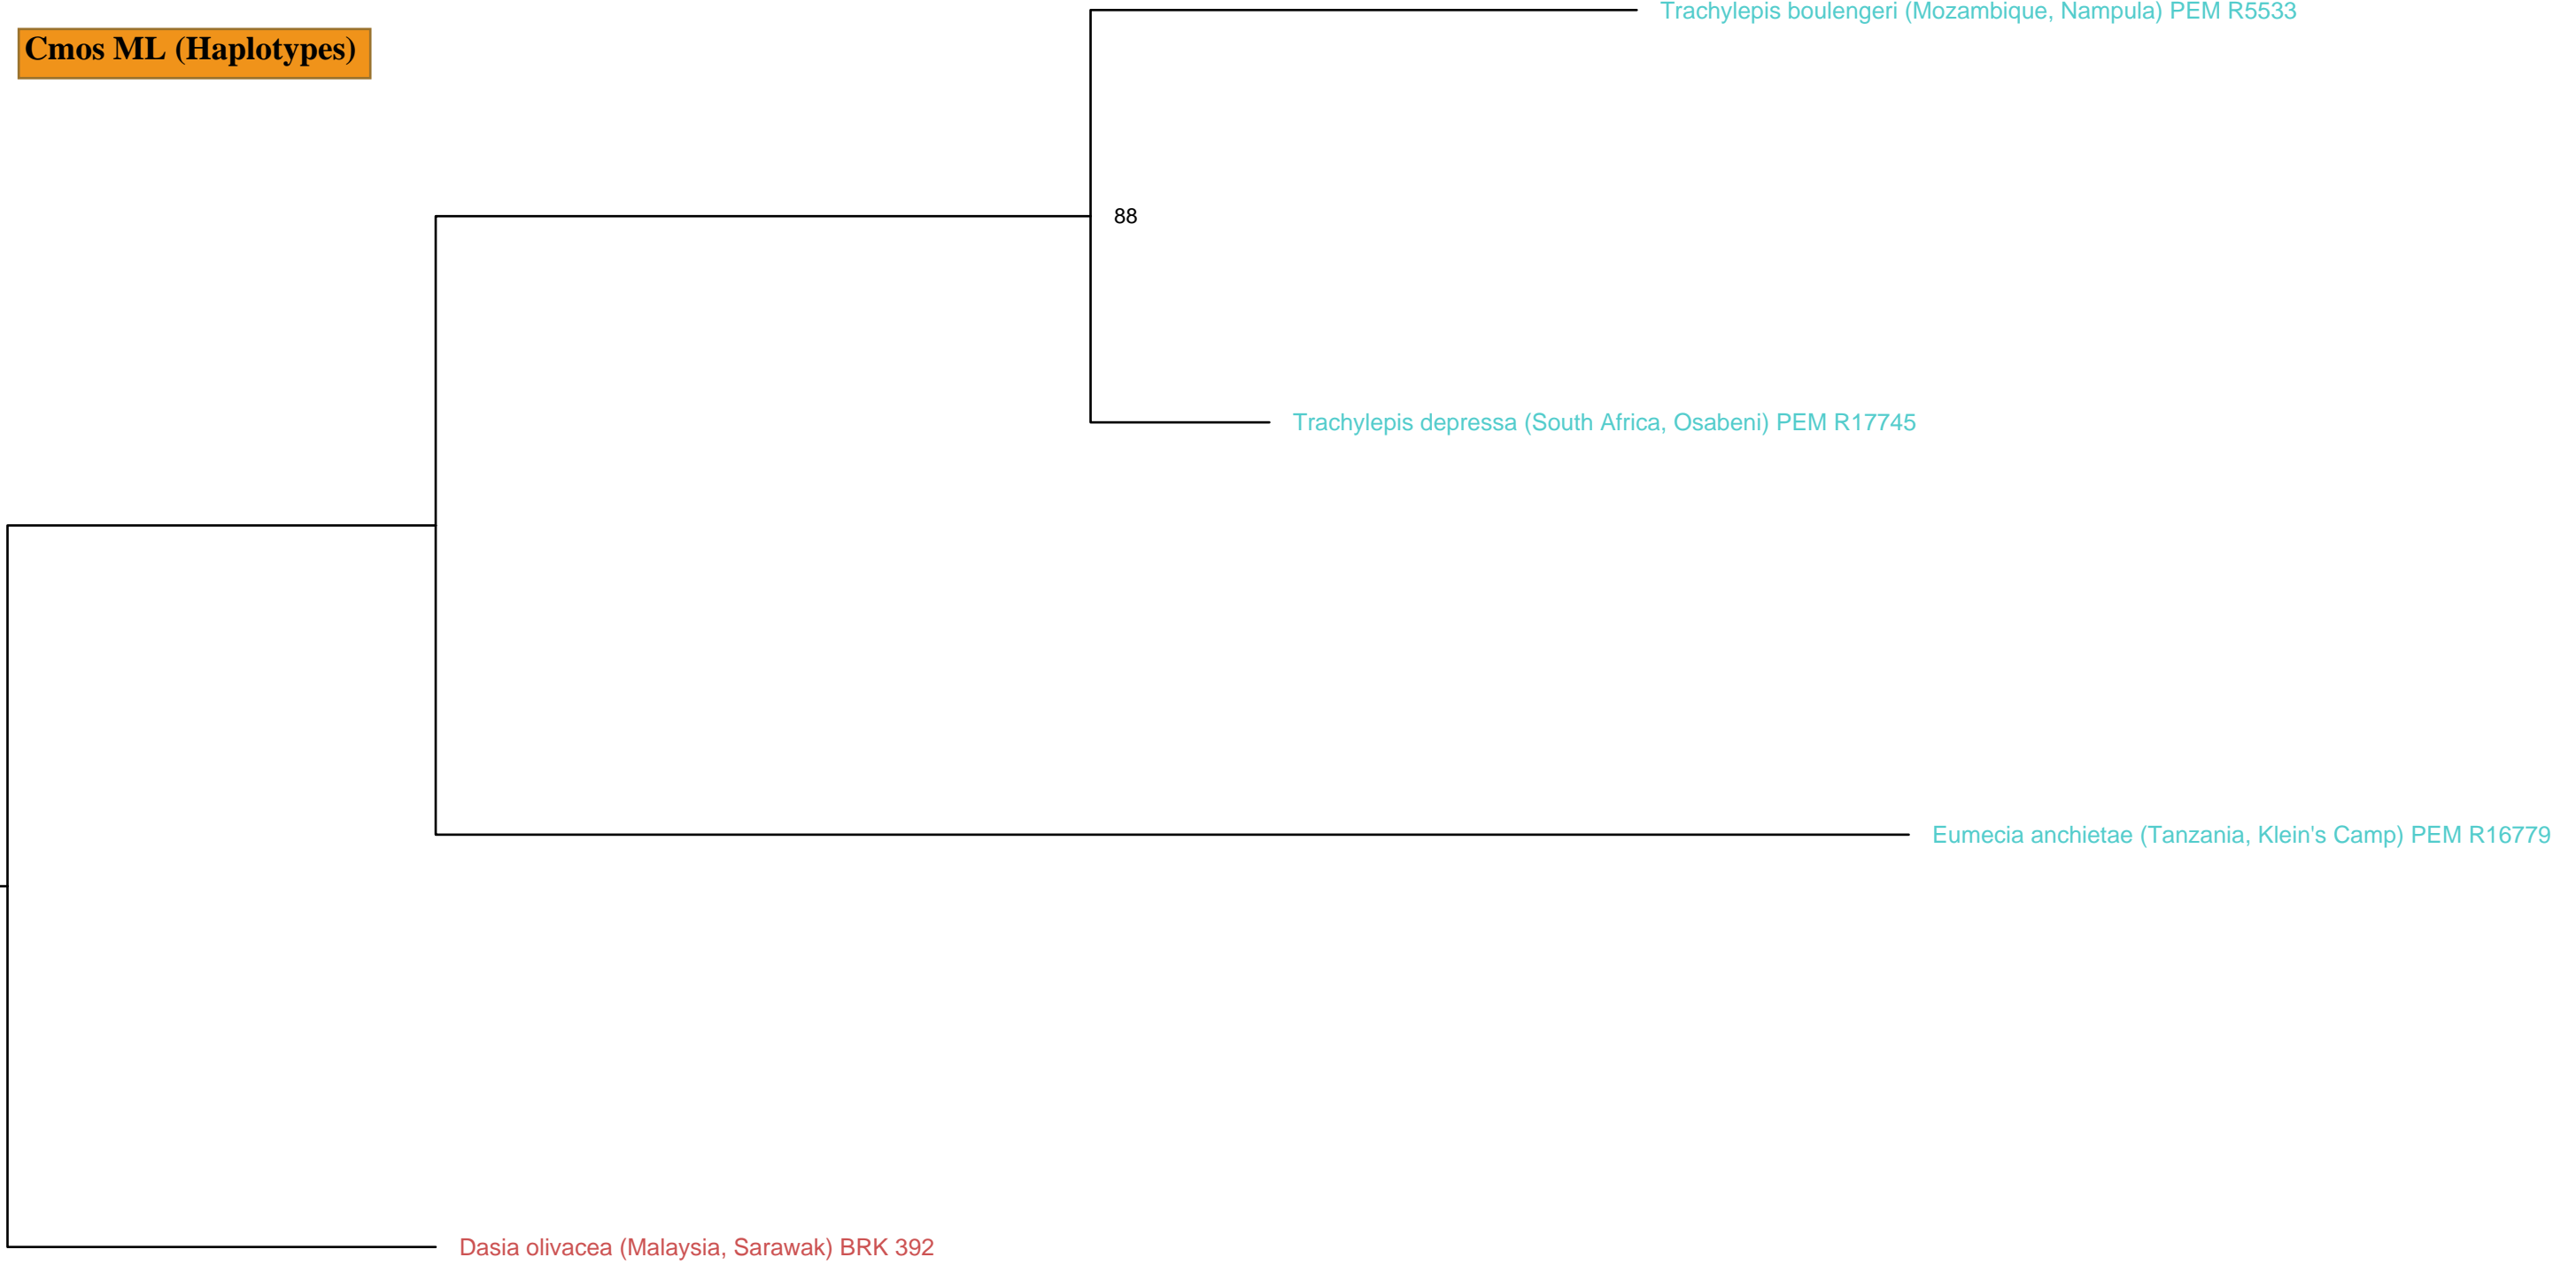 Trachylepis boulengeri (Mozambique, Nampula) PEM R5533
Cmos ML (Haplotypes)
88
Trachylepis depressa (South Africa, Osabeni) PEM R17745
Eumecia anchietae (Tanzania, Klein's Camp) PEM R16779
Dasia olivacea (Malaysia, Sarawak) BRK 392